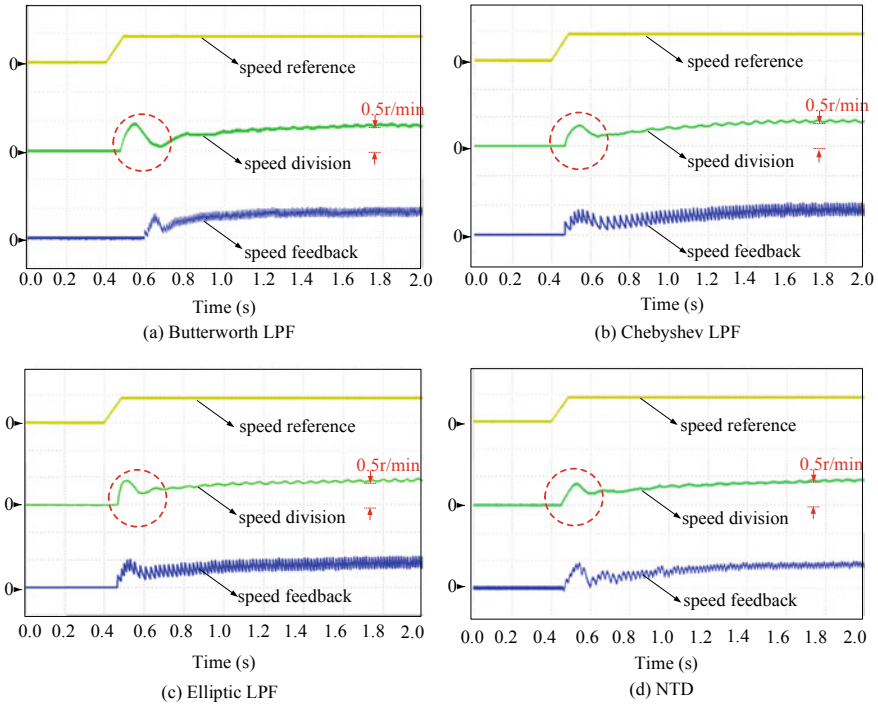 0
speed reference
0.5r/min
0
speed division
0
speed feedback
0.0 0.2 0.4 0.6 0.8 1.0 1.2 1.4 1.6 1.8 2.0
Time (s)
(a) Butterworth LPF
0
speed reference
0.5r/min
0
speed division
0
speed feedback
0.0 0.2 0.4 0.6 0.8 1.0 1.2 1.4 1.6 1.8 2.0
Time (s)
(b) Chebyshev LPF
0
speed reference
0.5r/min
0
speed division
0
speed feedback
0.0 0.2 0.4 0.6 0.8 1.0 1.2 1.4 1.6 1.8 2.0
Time (s)
(c) Elliptic LPF
0
speed reference
0.5r/min
0
speed division
0
speed feedback
0.0 0.2 0.4 0.6 0.8 1.0 1.2 1.4 1.6 1.8 2.0
Time (s)
(d) NTD